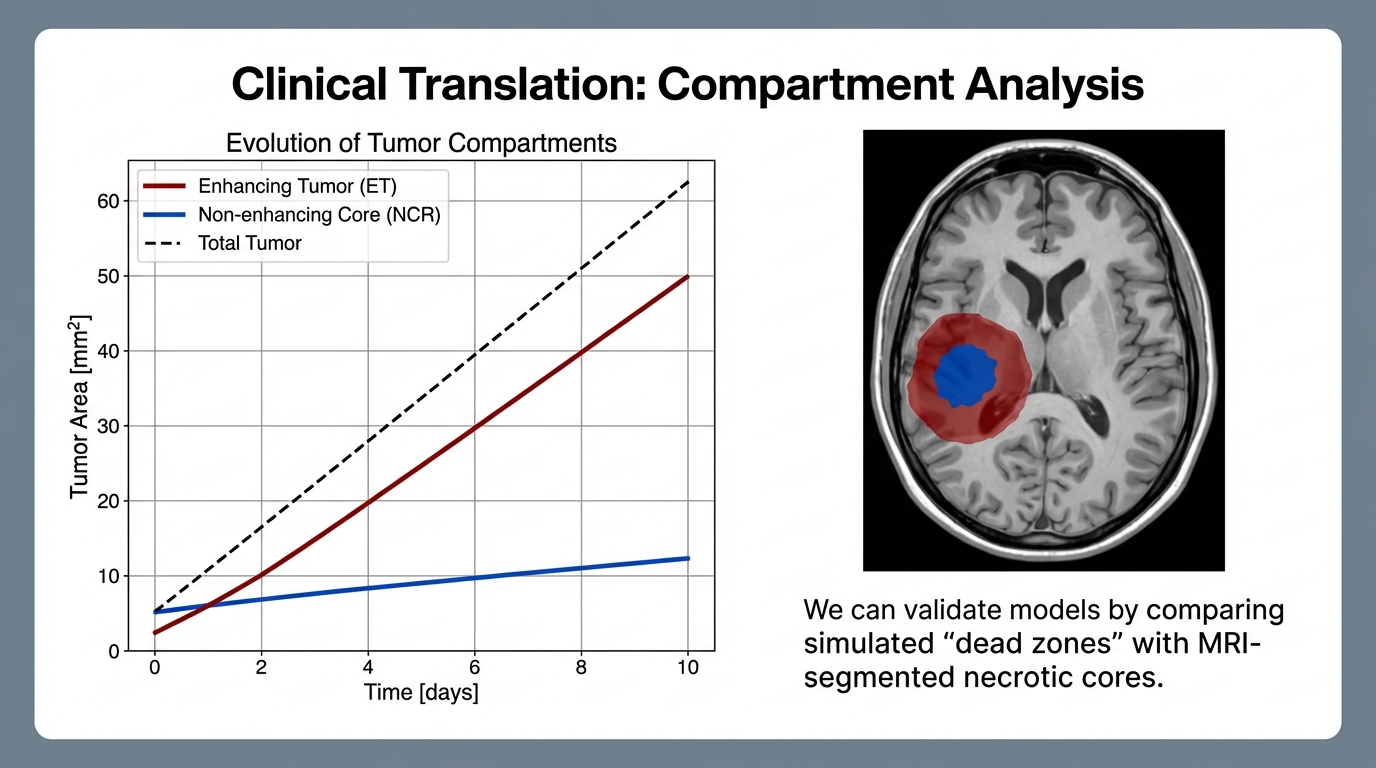 Clinical Translation: Compartment Analysis
Evolution of Tumor Compartments
Enhancing Tumor (ET)
Non-enhancing Core (NCR)
Total Tumor
Tumor Area [mm²]
60
50
40
30
20
10
0
0 2 4 6 8 10
Time [days]
We can validate models by comparing
simulated “dead zones” with MRI-
segmented necrotic cores.